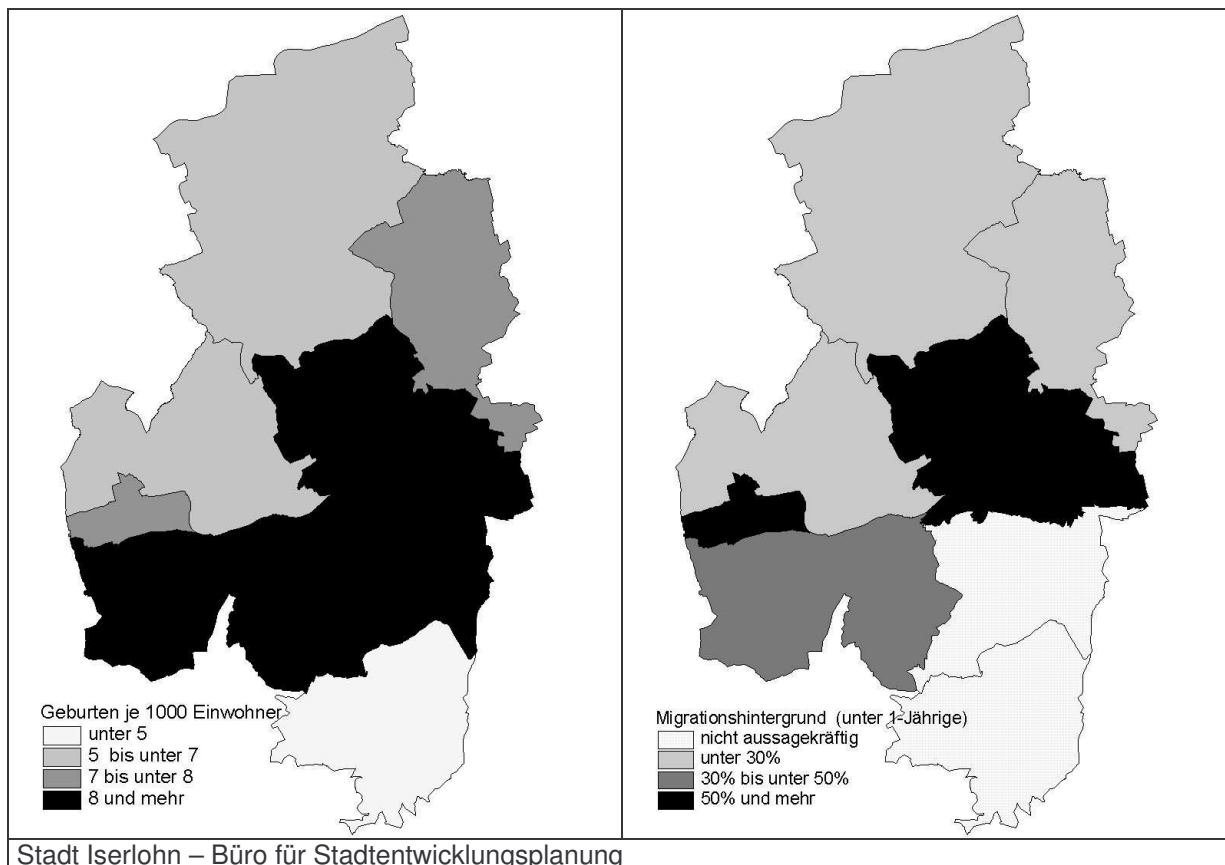 Geburten je 1000 Einwohner
unter 5
5 bis unter 7
7 bis unter 8
8 und mehr
Migrationshintergrund (unter 1-Jährige)
nicht aussagekräftig
unter 30%
30% bis unter 50%
50% und mehr
Stadt Iserlohn – Büro für Stadtentwicklungsplanung